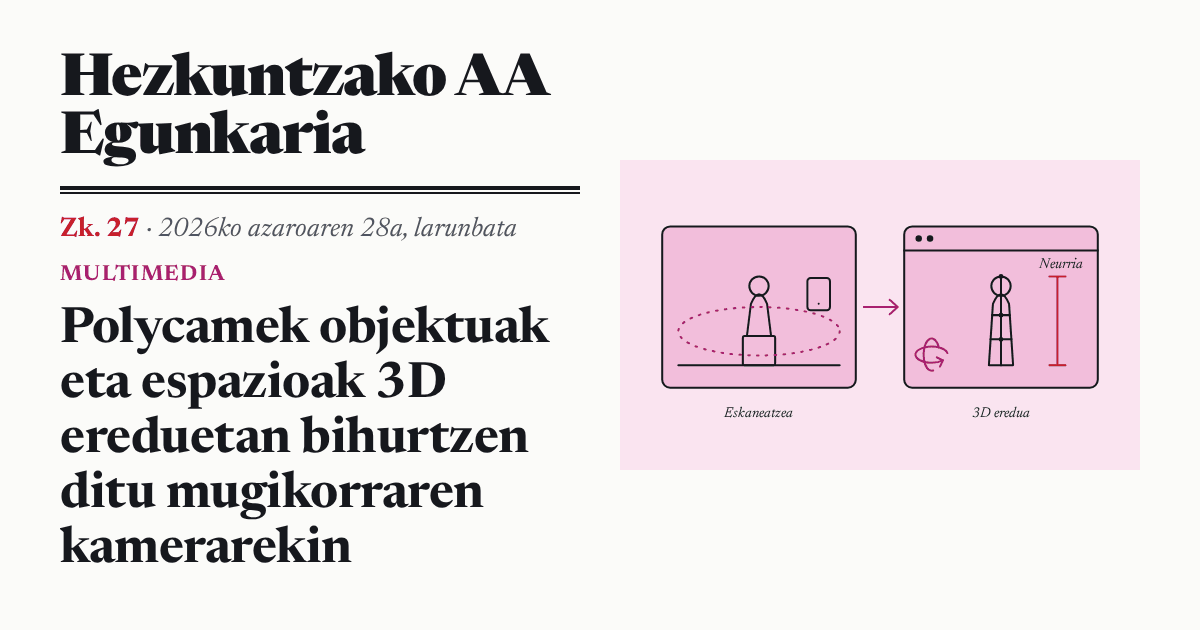 Hezkuntzako AA
Egunkaria
Zk. 27 · 2026ko azaroaren 28a, larunbata
MULTIMEDIA
Polycamek objektuak
eta espazioak 3D
ereduetan bihurtzen
ditu mugikorraren
kamerarekin
Neurria
Eskaneatzea
3D eredua